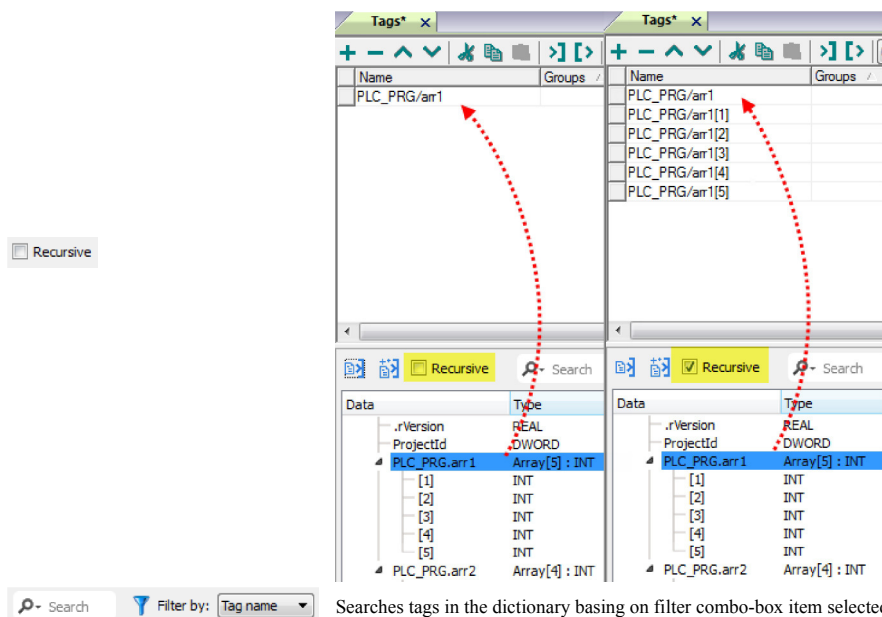 Tags*
Name Groups
PLC_PRG/arr1
Recursive
Search
Data Type
.rVersion REAL
ProjectId DWORD
PLC_PRG.arr1 Array[5] : INT
[1] INT
[2] INT
[3] INT
[4] INT
[5] INT
PLC_PRG.arr2 Array[4] : INT
Tags*
Name Groups
PLC_PRG/arr1
PLC_PRG/arr1[1]
PLC_PRG/arr1[2]
PLC_PRG/arr1[3]
PLC_PRG/arr1[4]
PLC_PRG/arr1[5]
Recursive
Search
Data Type
.rVersion REAL
ProjectId DWORD
PLC_PRG.arr1 Array[5] : INT
[1] INT
[2] INT
[3] INT
[4] INT
[5] INT
PLC_PRG.arr2 Array[4] : INT
Recursive
Search Filter by: Tag name
Searches tags in the dictionary basing on filter combo-box item selected